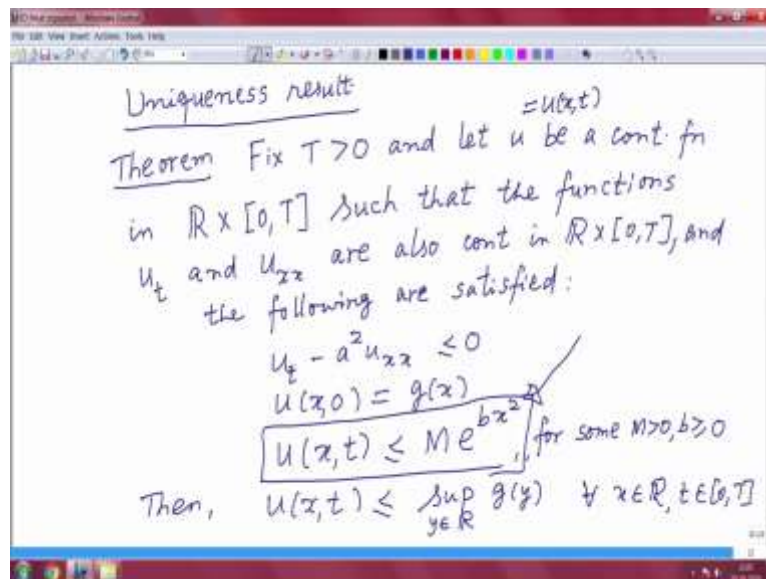 Uniqueness result
= u(x,t)
Theorem Fix T > 0 and let u be a cont. fn
in ℝ × [0,T] such that the functions
u_t and u_xx are also cont in ℝ × [0,T], and
the following are satisfied:
u_t - a² u_xx ≤ 0
u(x,0) = g(x)
u(x,t) ≤ M e^{bx²}, for some M>0, b≥0
Then, u(x,t) ≤ sup_{y∈ℝ} g(y) ∀ x∈ℝ, t∈[0,T]